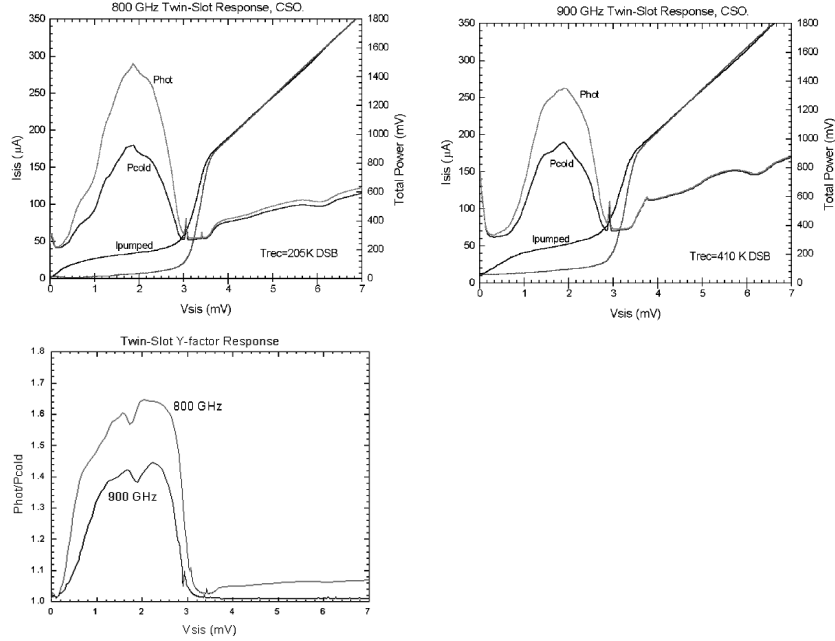 800 GHz Twin-Slot Response, CSO.
350
300
250
200
150
100
50
0
Isis (µA)
1800
1600
1400
1200
1000
800
600
400
200
0
Total Power (mV)
Phot
Pcold
Ipumped
Trec=205K DSB
0 1 2 3 4 5 6 7
Vsis (mV)
900 GHz Twin-Slot Response, CSO.
350
300
250
200
150
100
50
0
Isis (µA)
1800
1600
1400
1200
1000
800
600
400
200
0
Total Power (mV)
Phot
Pcold
Ipumped
Trec=410 K DSB
0 1 2 3 4 5 6 7
Vsis (mV)
Twin-Slot Y-factor Response
1.8
1.7
1.6
1.5
1.4
1.3
1.2
1.1
1.0
Phot/Pcold
800 GHz
900 GHz
0 1 2 3 4 5 6 7
Vsis (mV)